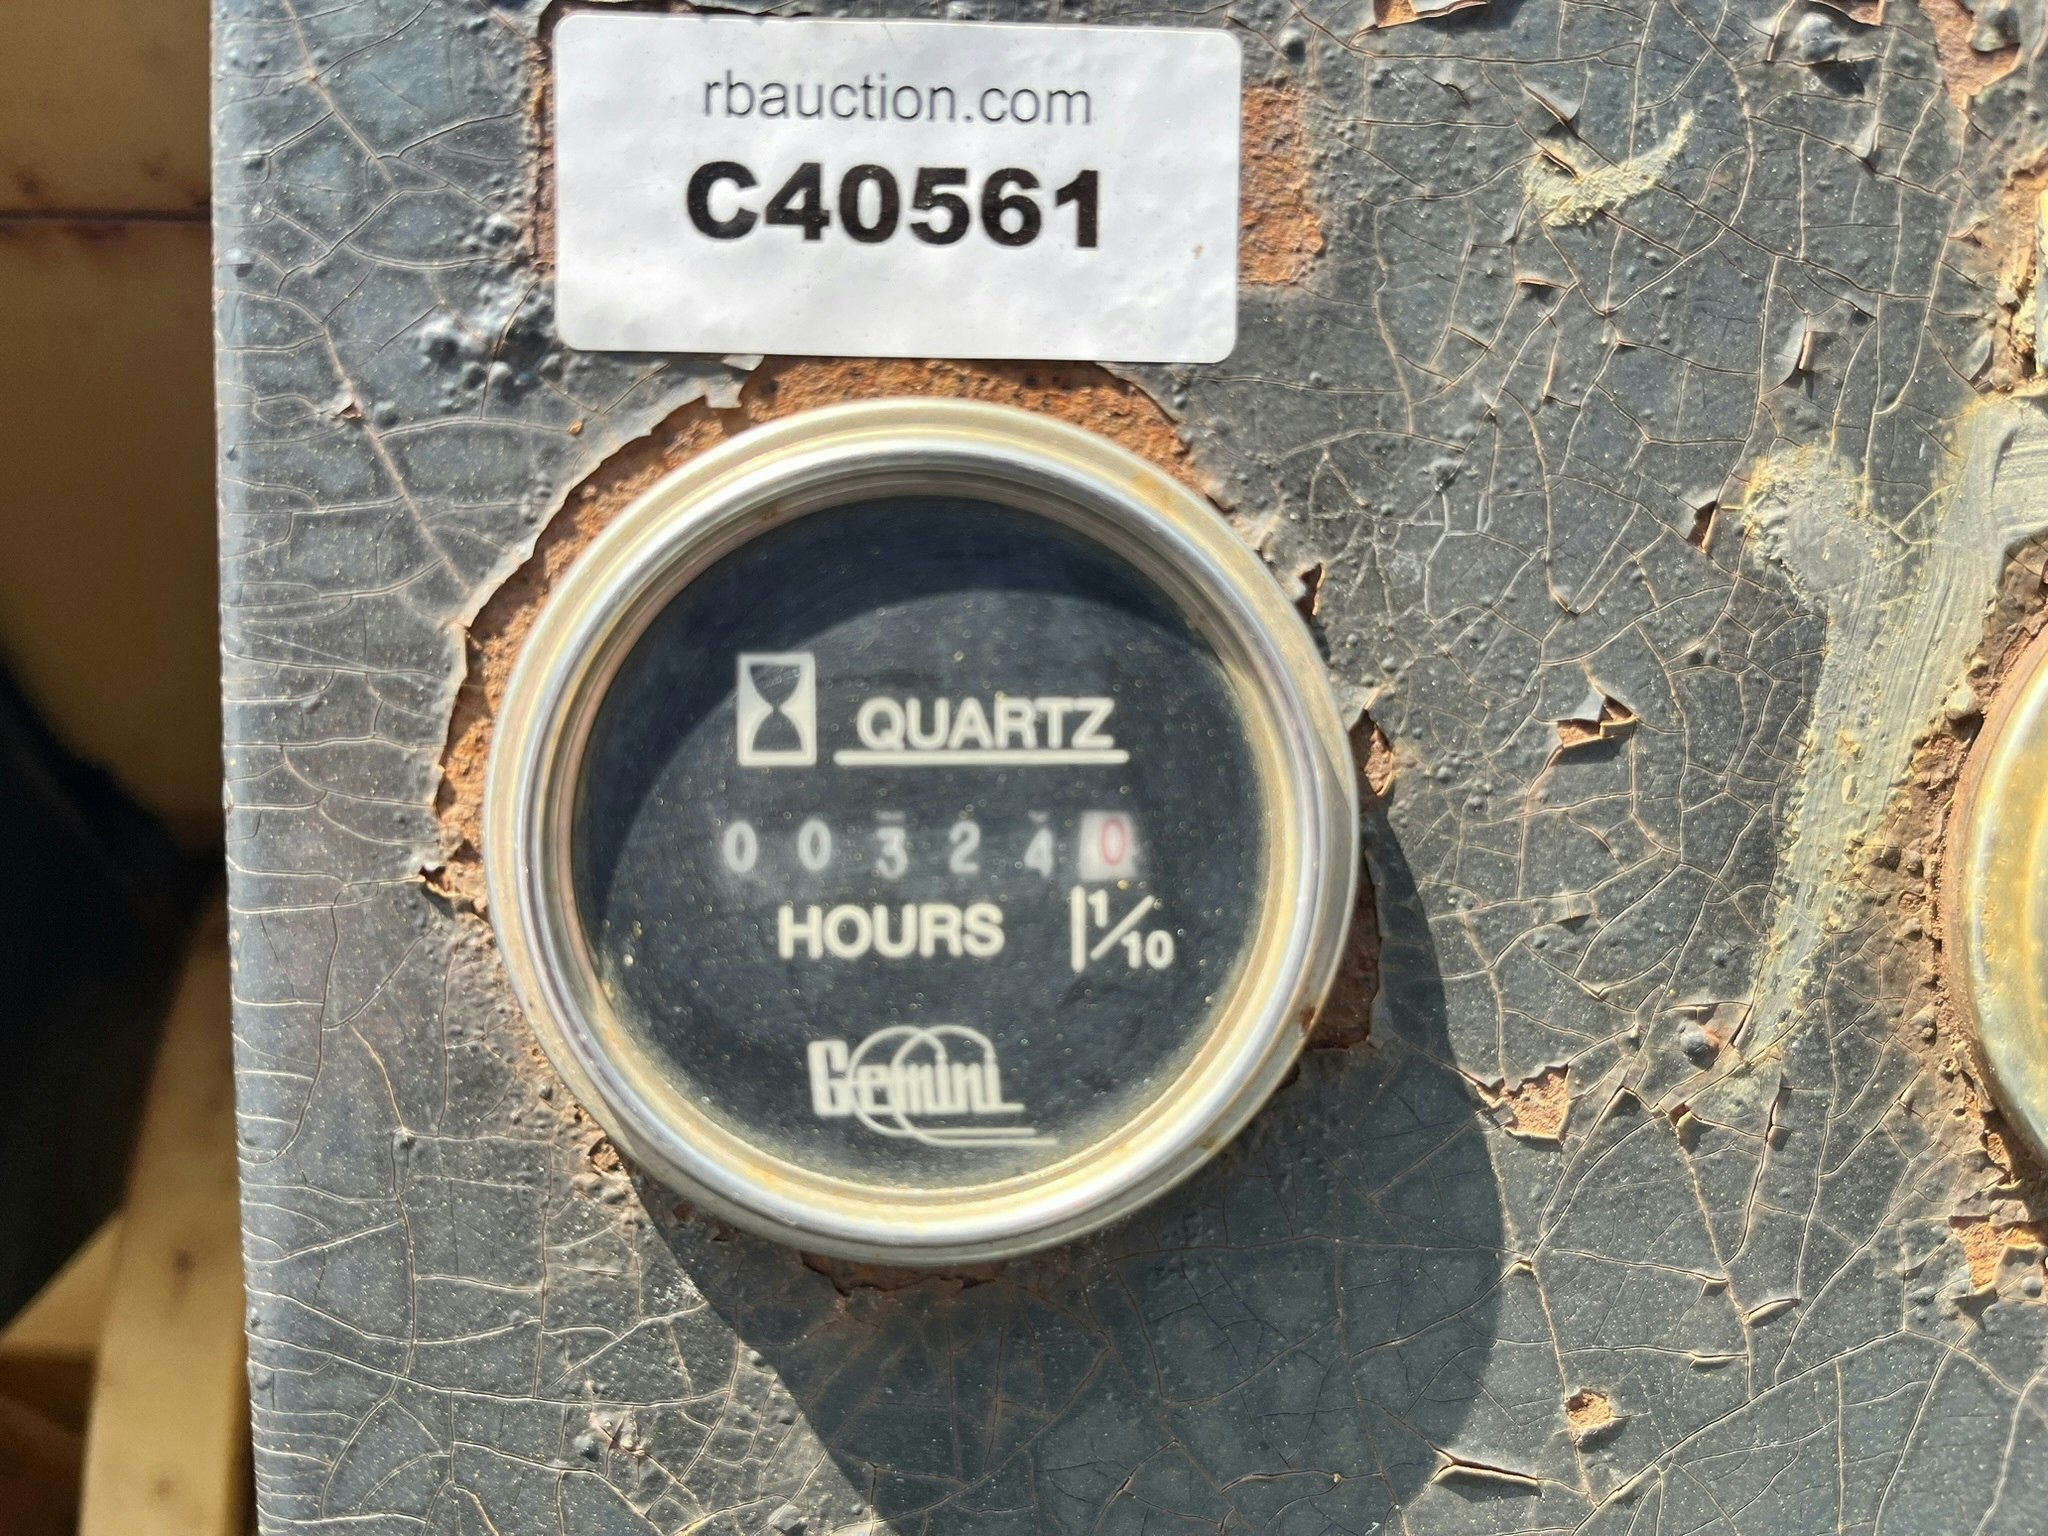 rbauction.com
C40561
QUARTZ
0 0 3 2 4 0
HOURS 1/10
Gemini